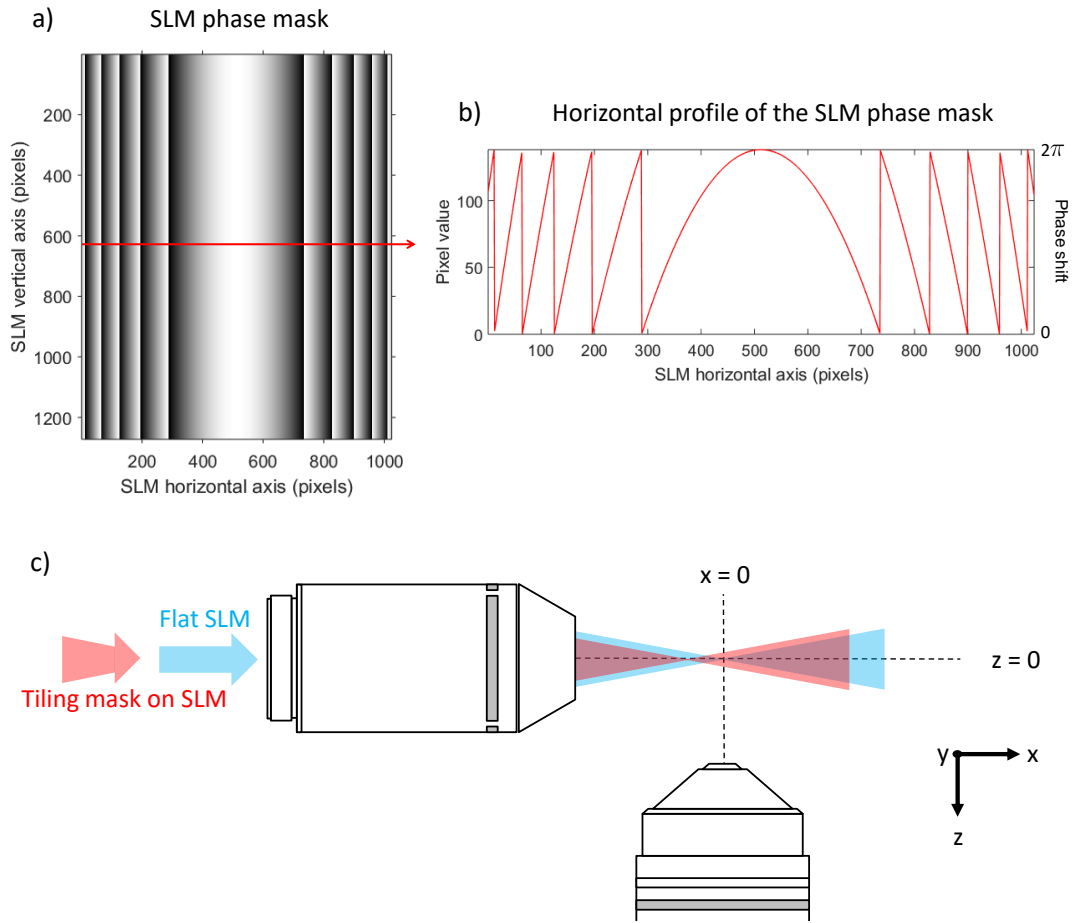 a)
SLM phase mask
200
400
600
800
1000
1200
SLM vertical axis (pixels)
200 400 600 800 1000
SLM horizontal axis (pixels)
b)
Horizontal profile of the SLM phase mask
100
50
0
Pixel value
2π
0
Phase shift
100 200 300 400 500 600 700 800 900 1000
SLM horizontal axis (pixels)
c)
Flat SLM
Tiling mask on SLM
x = 0
z = 0
y
x
z